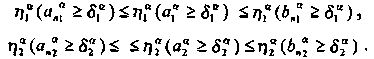 η₁^α(a_{n1}^α ≥ δ₁^α) ≤ η₁^α(a₁^α ≥ δ₁^α) ≤ η₂^α(b_{n1}^α ≥ δ₁^α),
η₂^α(a_{n2}^α ≥ δ₂^α) ≤ ≤ η₂^α(a₂^α ≥ δ₂^α) ≤ η₂^α(b_{n2}^α ≥ δ₂^α).